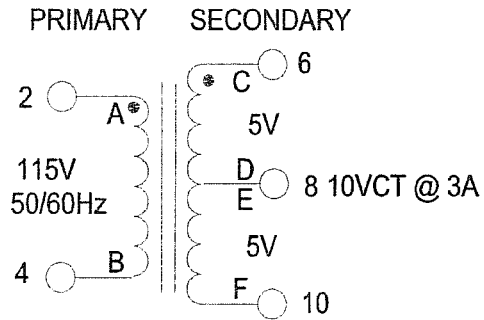 PRIMARY SECONDARY
2 A C 6
5V
115V
50/60Hz
D
E
8 10VCT @ 3A
5V
4 B F 10